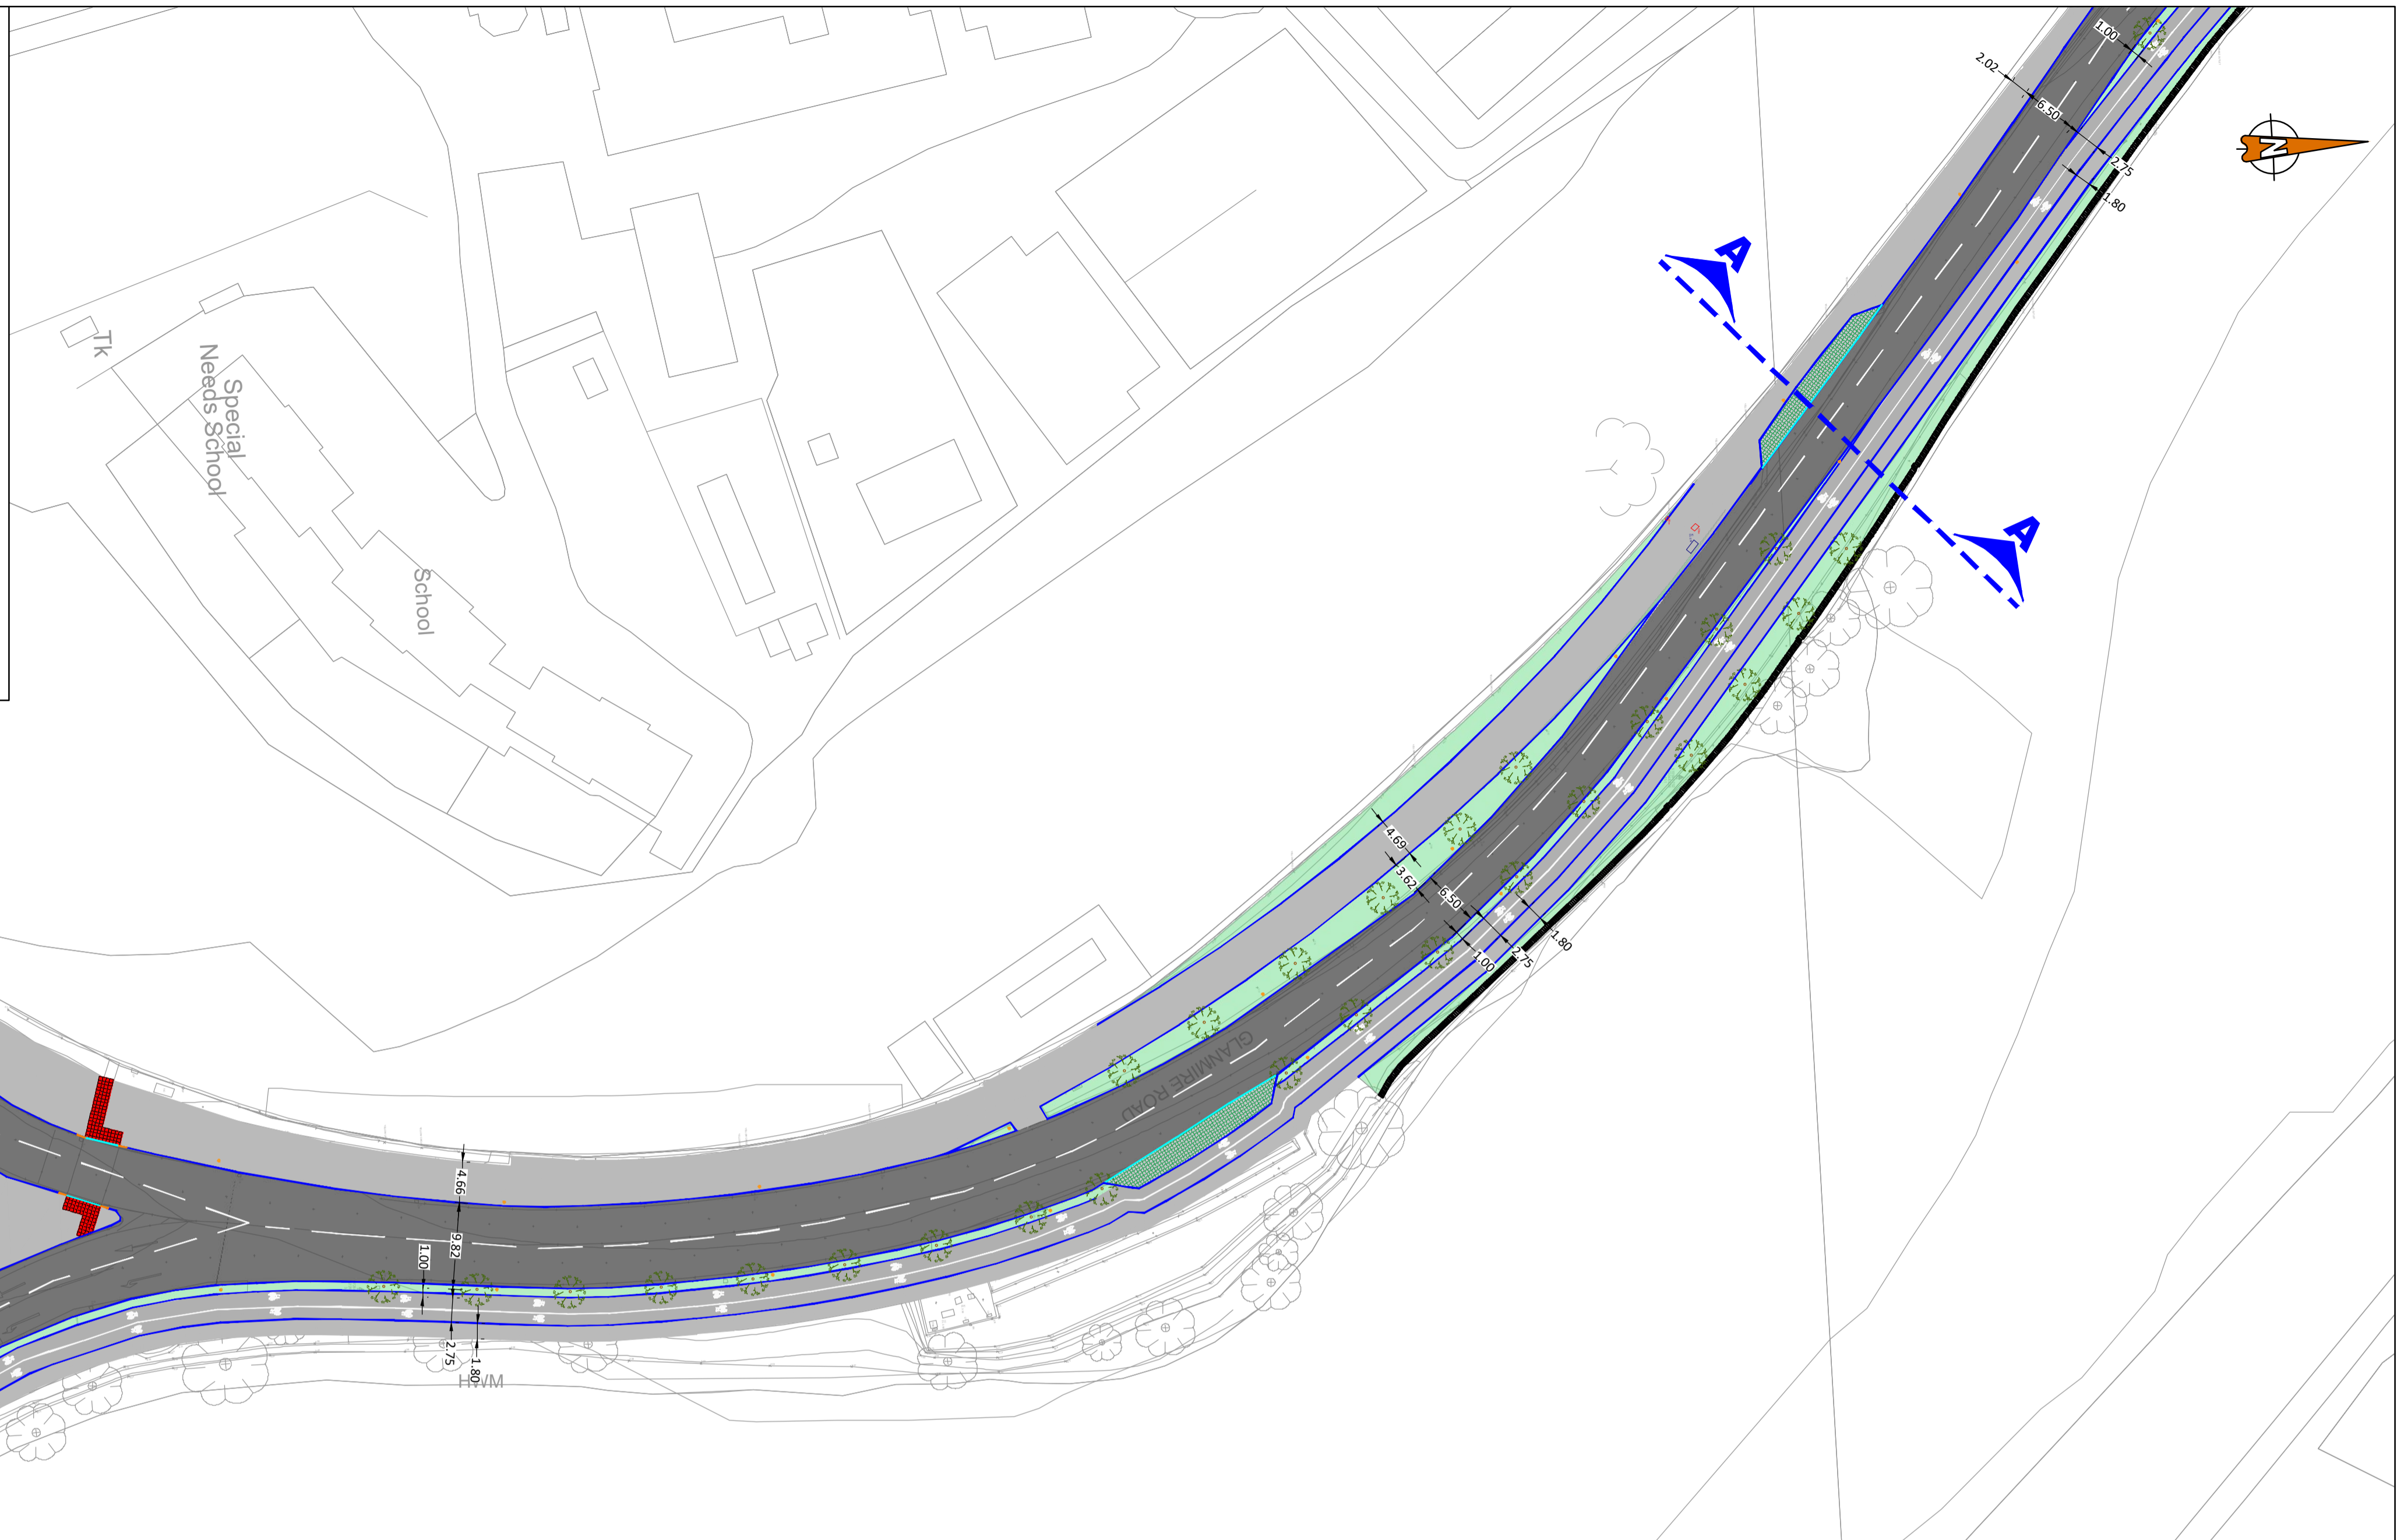 1.00
2.02
6.50
2.75
1.80
N
A
A
Tk
Special
Needs School
School
4.69
3.62
6.50
1.80
2.75
1.00
GLANMIRE ROAD
4.66
9.82
1.00
2.75
1.80
HWM